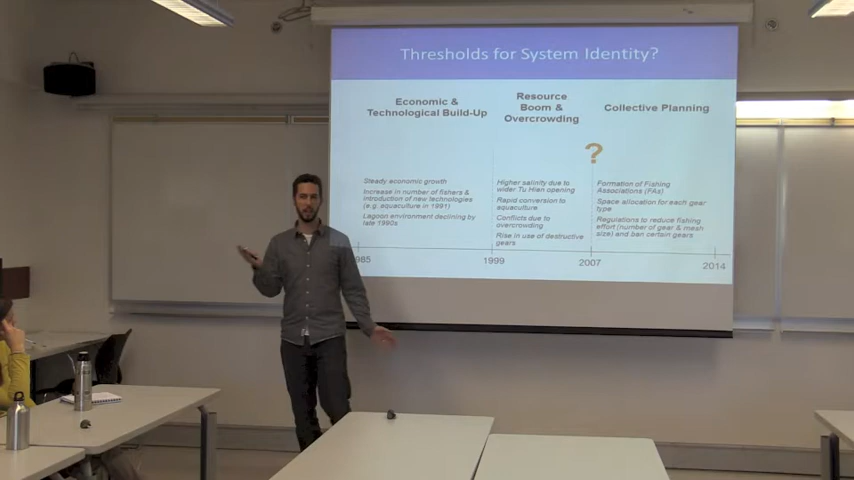 Thresholds for System Identity?
Economic &
Technological Build-Up
Resource
Boom &
Overcrowding
Collective Planning
?
Steady economic growth
Increase in number of fishers &
introduction of new technologies
(e.g. aquaculture in 1991)
Lagoon environment declining by
late 1990s
Higher salinity due to
wider Tu Hien opening
Rapid conversion to
aquaculture
Conflicts due to
overcrowding
Rise in use of destructive
gears
Formation of Fishing
Associations (FAs)
Space allocation for each gear
type
Regulations to reduce fishing
effort (number of gear & mesh
size) and ban certain gears
985
1999
2007
2014